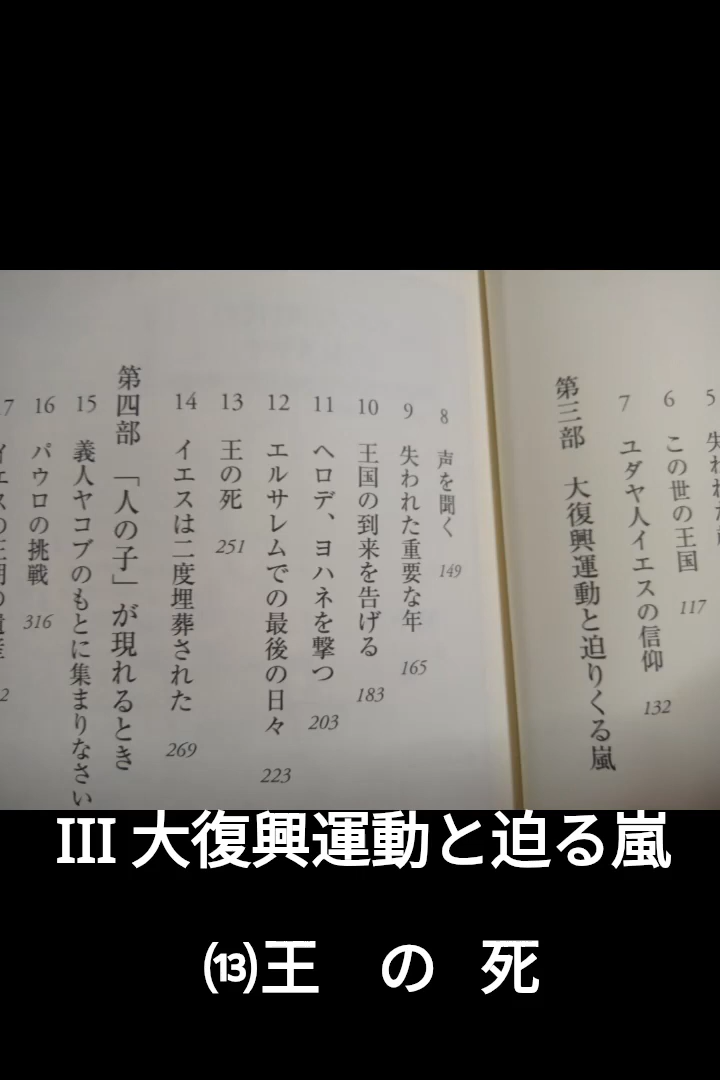 5
6 この世の王国 117
7 ユダヤ人イエスの信仰 132
第三部 大復興運動と迫りくる嵐
8 声を聞く 149
9 失われた重要な年 165
10 王国の到来を告げる 183
11 ヘロデ、ヨハネを撃つ 203
12 エルサレムでの最後の日々 223
13 王の死 251
14 イエスは二度埋葬された 269
第四部 「人の子」が現れるとき
15 義人ヤコブのもとに集まりなさい
16 パウロの挑戦 316
III 大復興運動と迫る嵐
⒀王 の 死